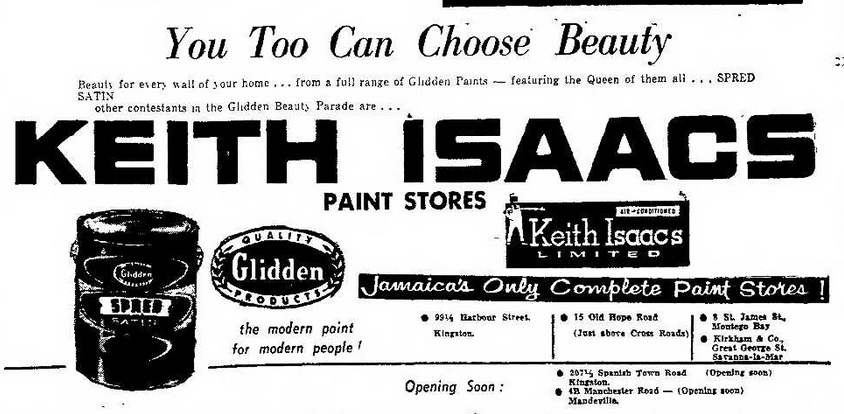 You Too Can Choose Beauty
Beauty for every wall of your home ... from a full range of Glidden Paints — featuring the Queen of them all ... SPRED
SATIN
other contestants in the Glidden Beauty Parade are ...
KEITH ISAACS
PAINT STORES
AIR-CONDITIONED
Keith Isaacs
LIMITED
Glidden
SPRED
SATIN
QUALITY
Glidden
PRODUCTS
the modern paint
for modern people!
Jamaica's Only Complete Paint Stores!
● 99½ Harbour Street.
Kingston.
● 15 Old Hope Road
(Just above Cross Roads)
● 8 St. James St.,
Montego Bay
● Kirkham & Co.,
Great George St.
Savanna-la-Mar
Opening Soon:
● 207½ Spanish Town Road (Opening soon)
Kingston.
● 4B Manchester Road — (Opening soon)
Mandeville.